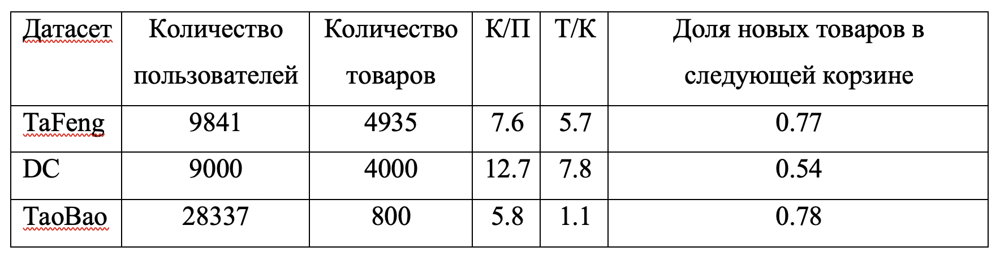 Датасет Количество К/П Т/К Доля новых товаров в
пользователей товаров следующей корзине
TaFeng 9841 4935 7.6 5.7 0.77
DC 9000 4000 12.7 7.8 0.54
TaoBao 28337 800 5.8 1.1 0.78